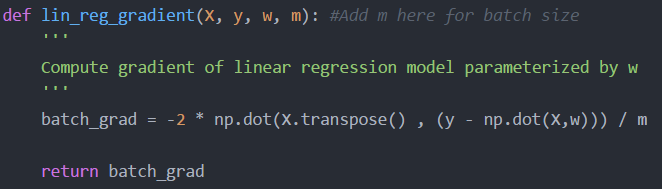 def lin_reg_gradient(X, y, w, m): #Add m here for batch size
    '''
    Compute gradient of linear regression model parameterized by w
    '''
    batch_grad = -2 * np.dot(X.transpose() , (y - np.dot(X,w))) / m
    return batch_grad